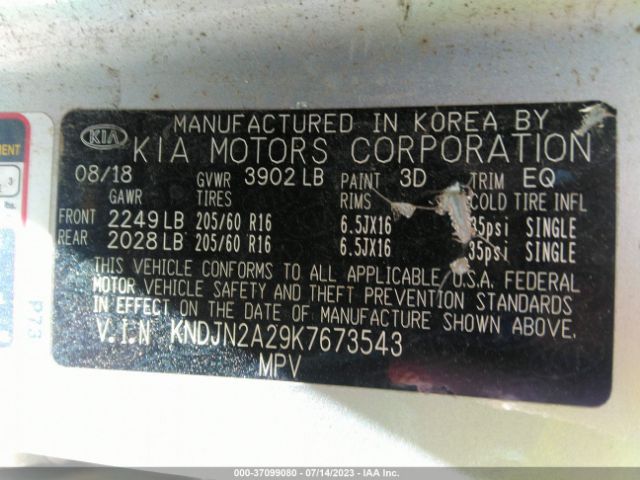 MANUFACTURED IN KOREA BY
KIA KIA MOTORS CORPORATION
08/18 GVWR 3902 LB PAINT 3D TRIM EQ
GAWR TIRES RIMS COLD TIRE INFL
FRONT 2249 LB 205/60 R16 6.5JX16 35psi SINGLE
REAR 2028 LB 205/60 R16 6.5JX16 35psi SINGLE
THIS VEHICLE CONFORMS TO ALL APPLICABLE U.S.A. FEDERAL
MOTOR VEHICLE SAFETY AND THEFT PREVENTION STANDARDS
IN EFFECT ON THE DATE OF MANUFACTURE SHOWN ABOVE.
V.I.N KNDJN2A29K7673543
MPV
3
P73
000-37099080 - 07/14/2023 - IAA Inc.